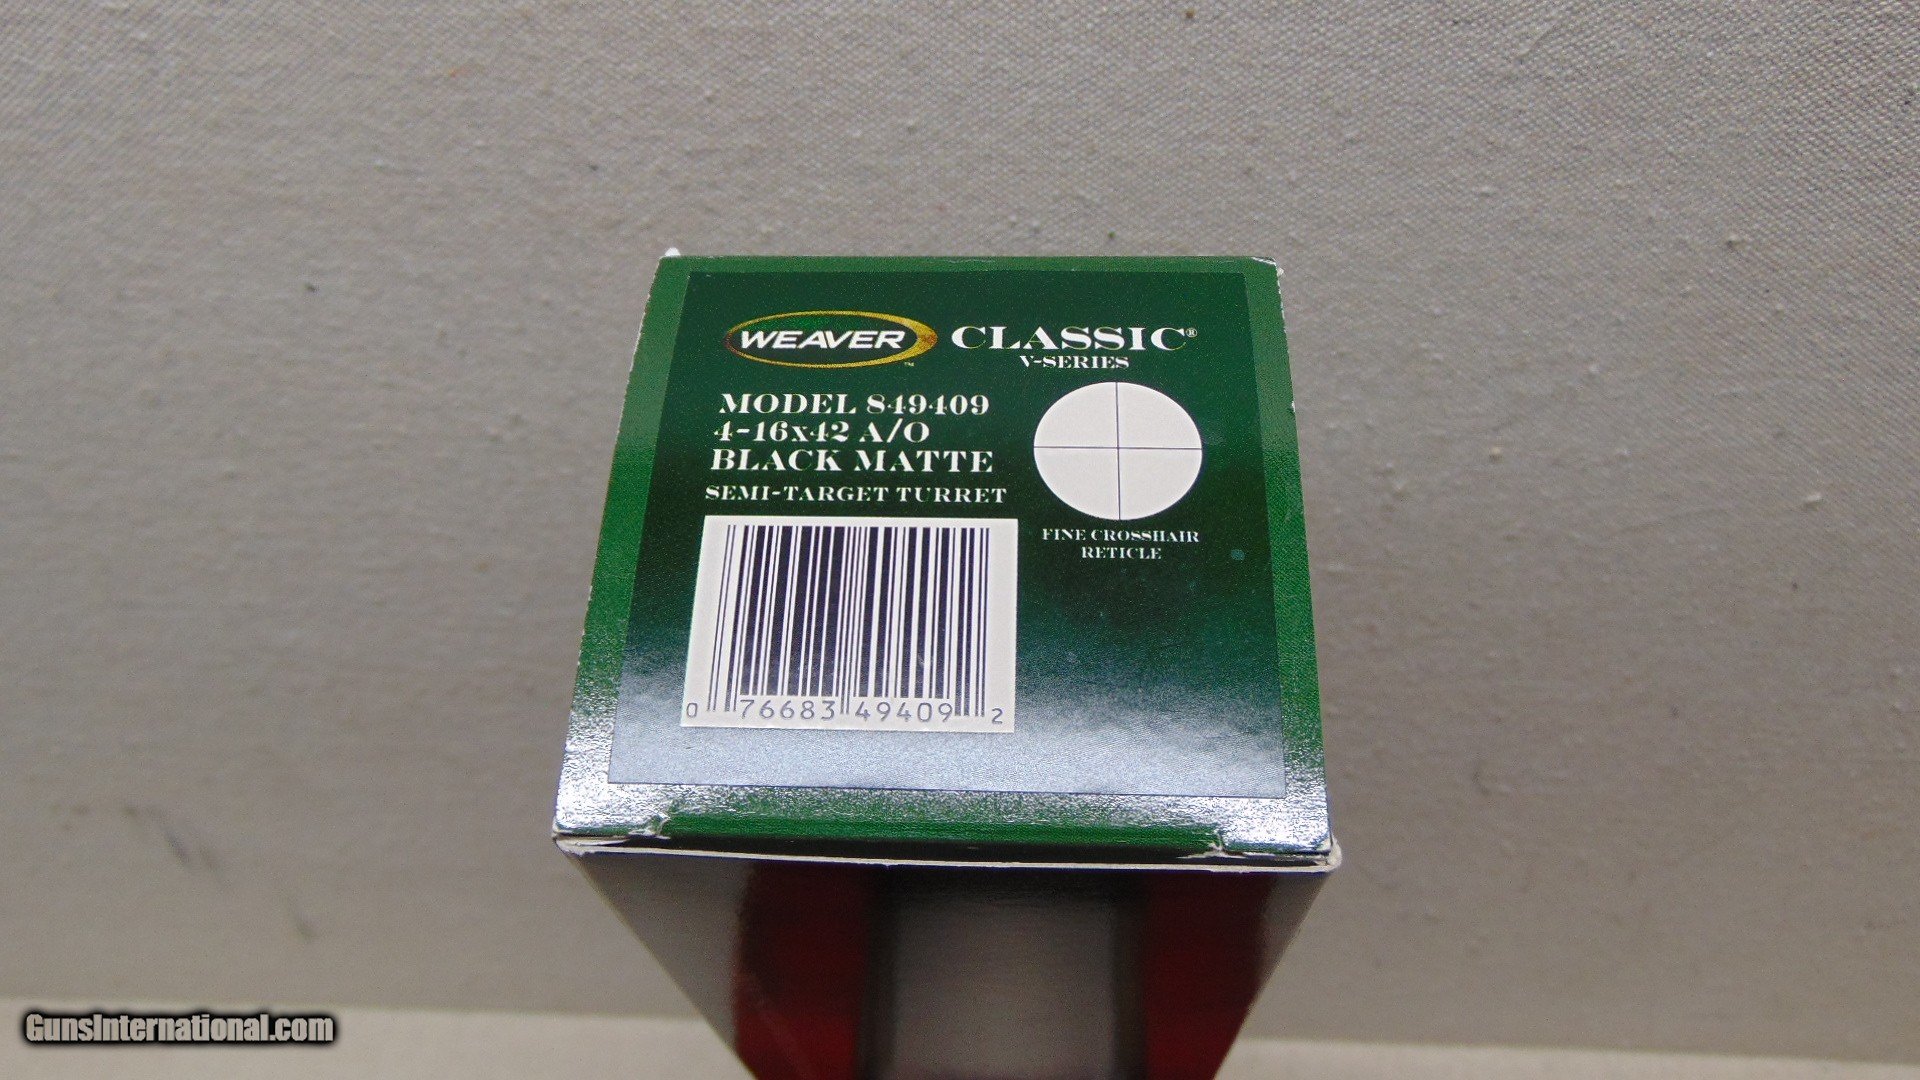 WEAVER™ CLASSIC®
V-SERIES
MODEL 849409
4-16x42 A/O
BLACK MATTE
SEMI-TARGET TURRET
FINE CROSSHAIR
RETICLE
0 76683 49409 2
GunsInternational.com